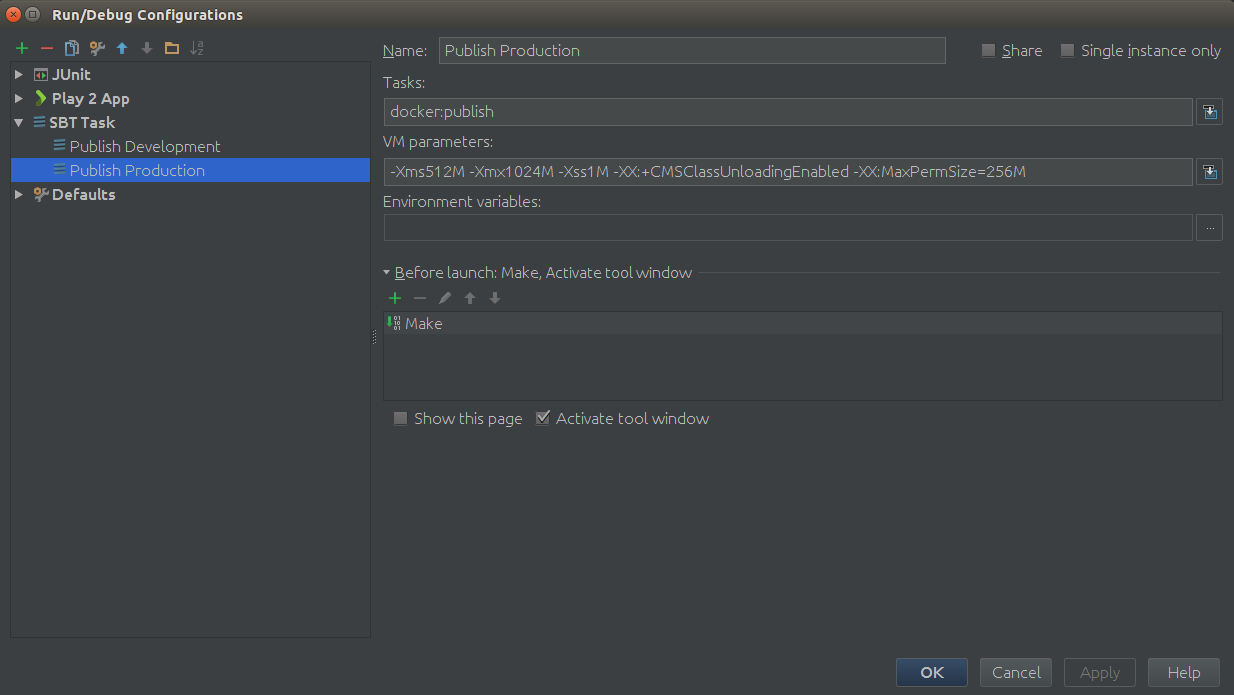 Run/Debug Configurations
Name: Publish Production Share Single instance only
JUnit
Play 2 App
SBT Task
Publish Development
Publish Production
Defaults
Tasks:
docker:publish
VM parameters:
-Xms512M -Xmx1024M -Xss1M -XX:+CMSClassUnloadingEnabled -XX:MaxPermSize=256M
Environment variables:
...
Before launch: Make, Activate tool window
Make
Show this page Activate tool window
OK Cancel Apply Help